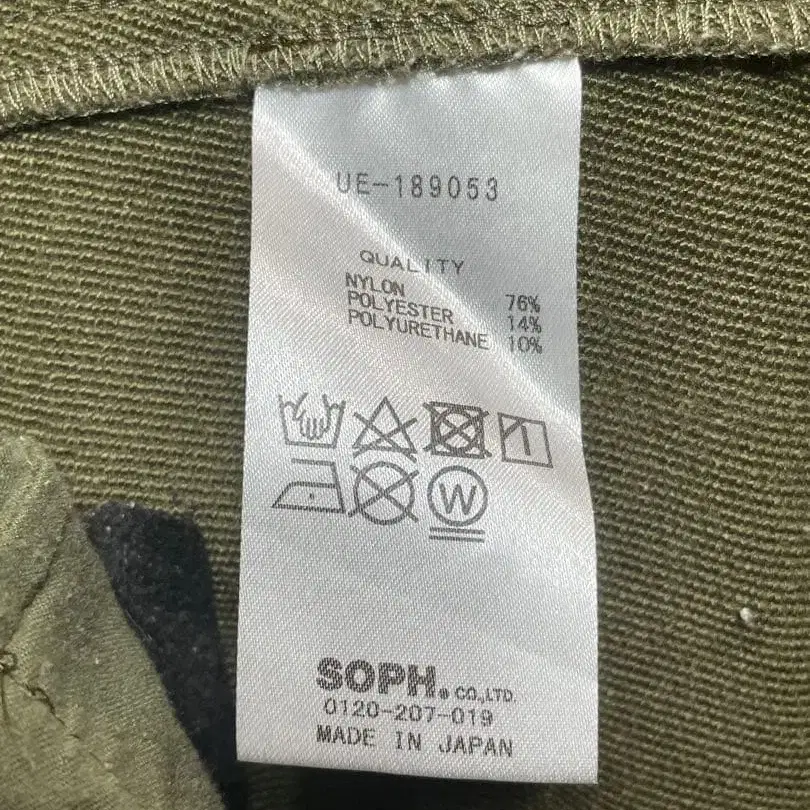 UE-189053
QUALITY
NYLON 76%
POLYESTER 14%
POLYURETHANE 10%
W
SOPH. CO., LTD.
0120-207-019
MADE IN JAPAN